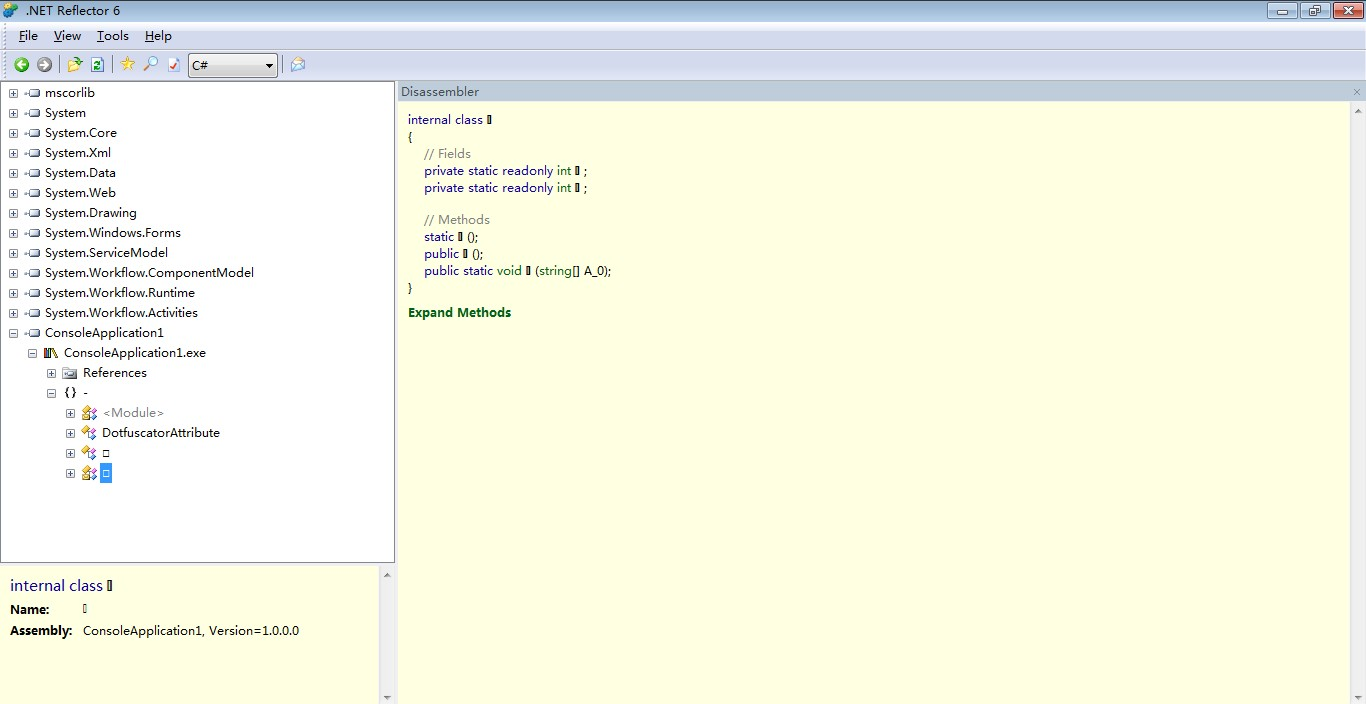 .NET Reflector 6
File View Tools Help
C#
mscorlib
System
System.Core
System.Xml
System.Data
System.Web
System.Drawing
System.Windows.Forms
System.ServiceModel
System.Workflow.ComponentModel
System.Workflow.Runtime
System.Workflow.Activities
ConsoleApplication1
ConsoleApplication1.exe
References
{} -
<Module>
DotfuscatorAttribute
□
□
internal class ▯
Name: ▯
Assembly: ConsoleApplication1, Version=1.0.0.0
Disassembler
internal class ▯
{
// Fields
private static readonly int ▯ ;
private static readonly int ▯ ;
// Methods
static ▯ ();
public ▯ ();
public static void ▯ (string[] A_0);
}
Expand Methods